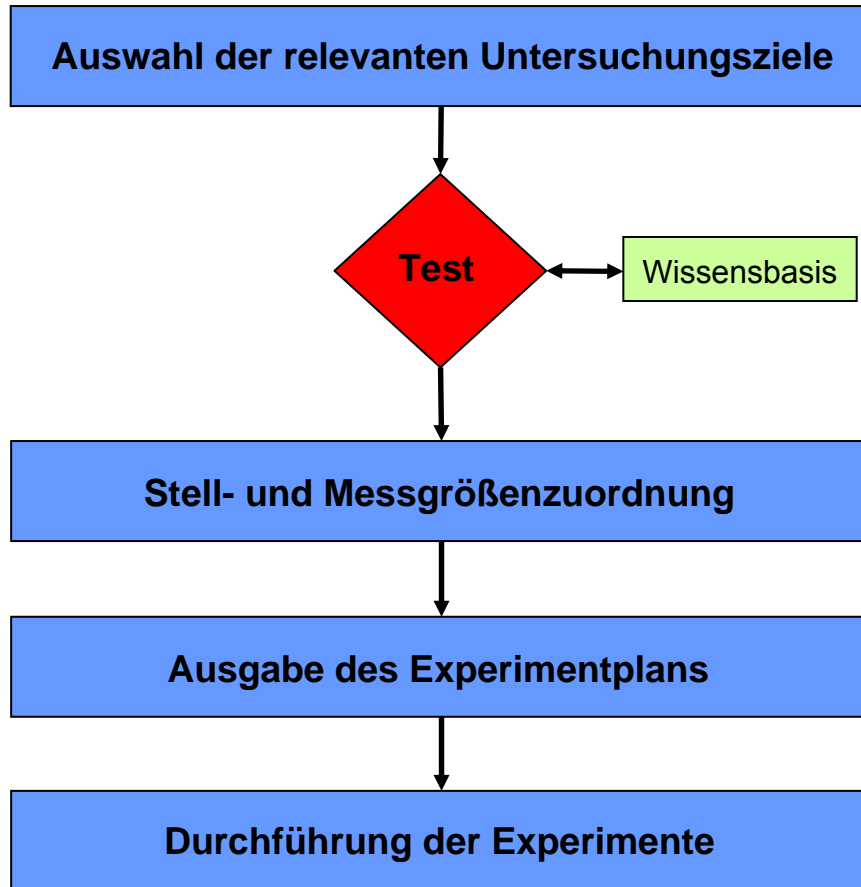 Auswahl der relevanten Untersuchungsziele
Test
Wissensbasis
Stell- und Messgrößenzuordnung
Ausgabe des Experimentplans
Durchführung der Experimente